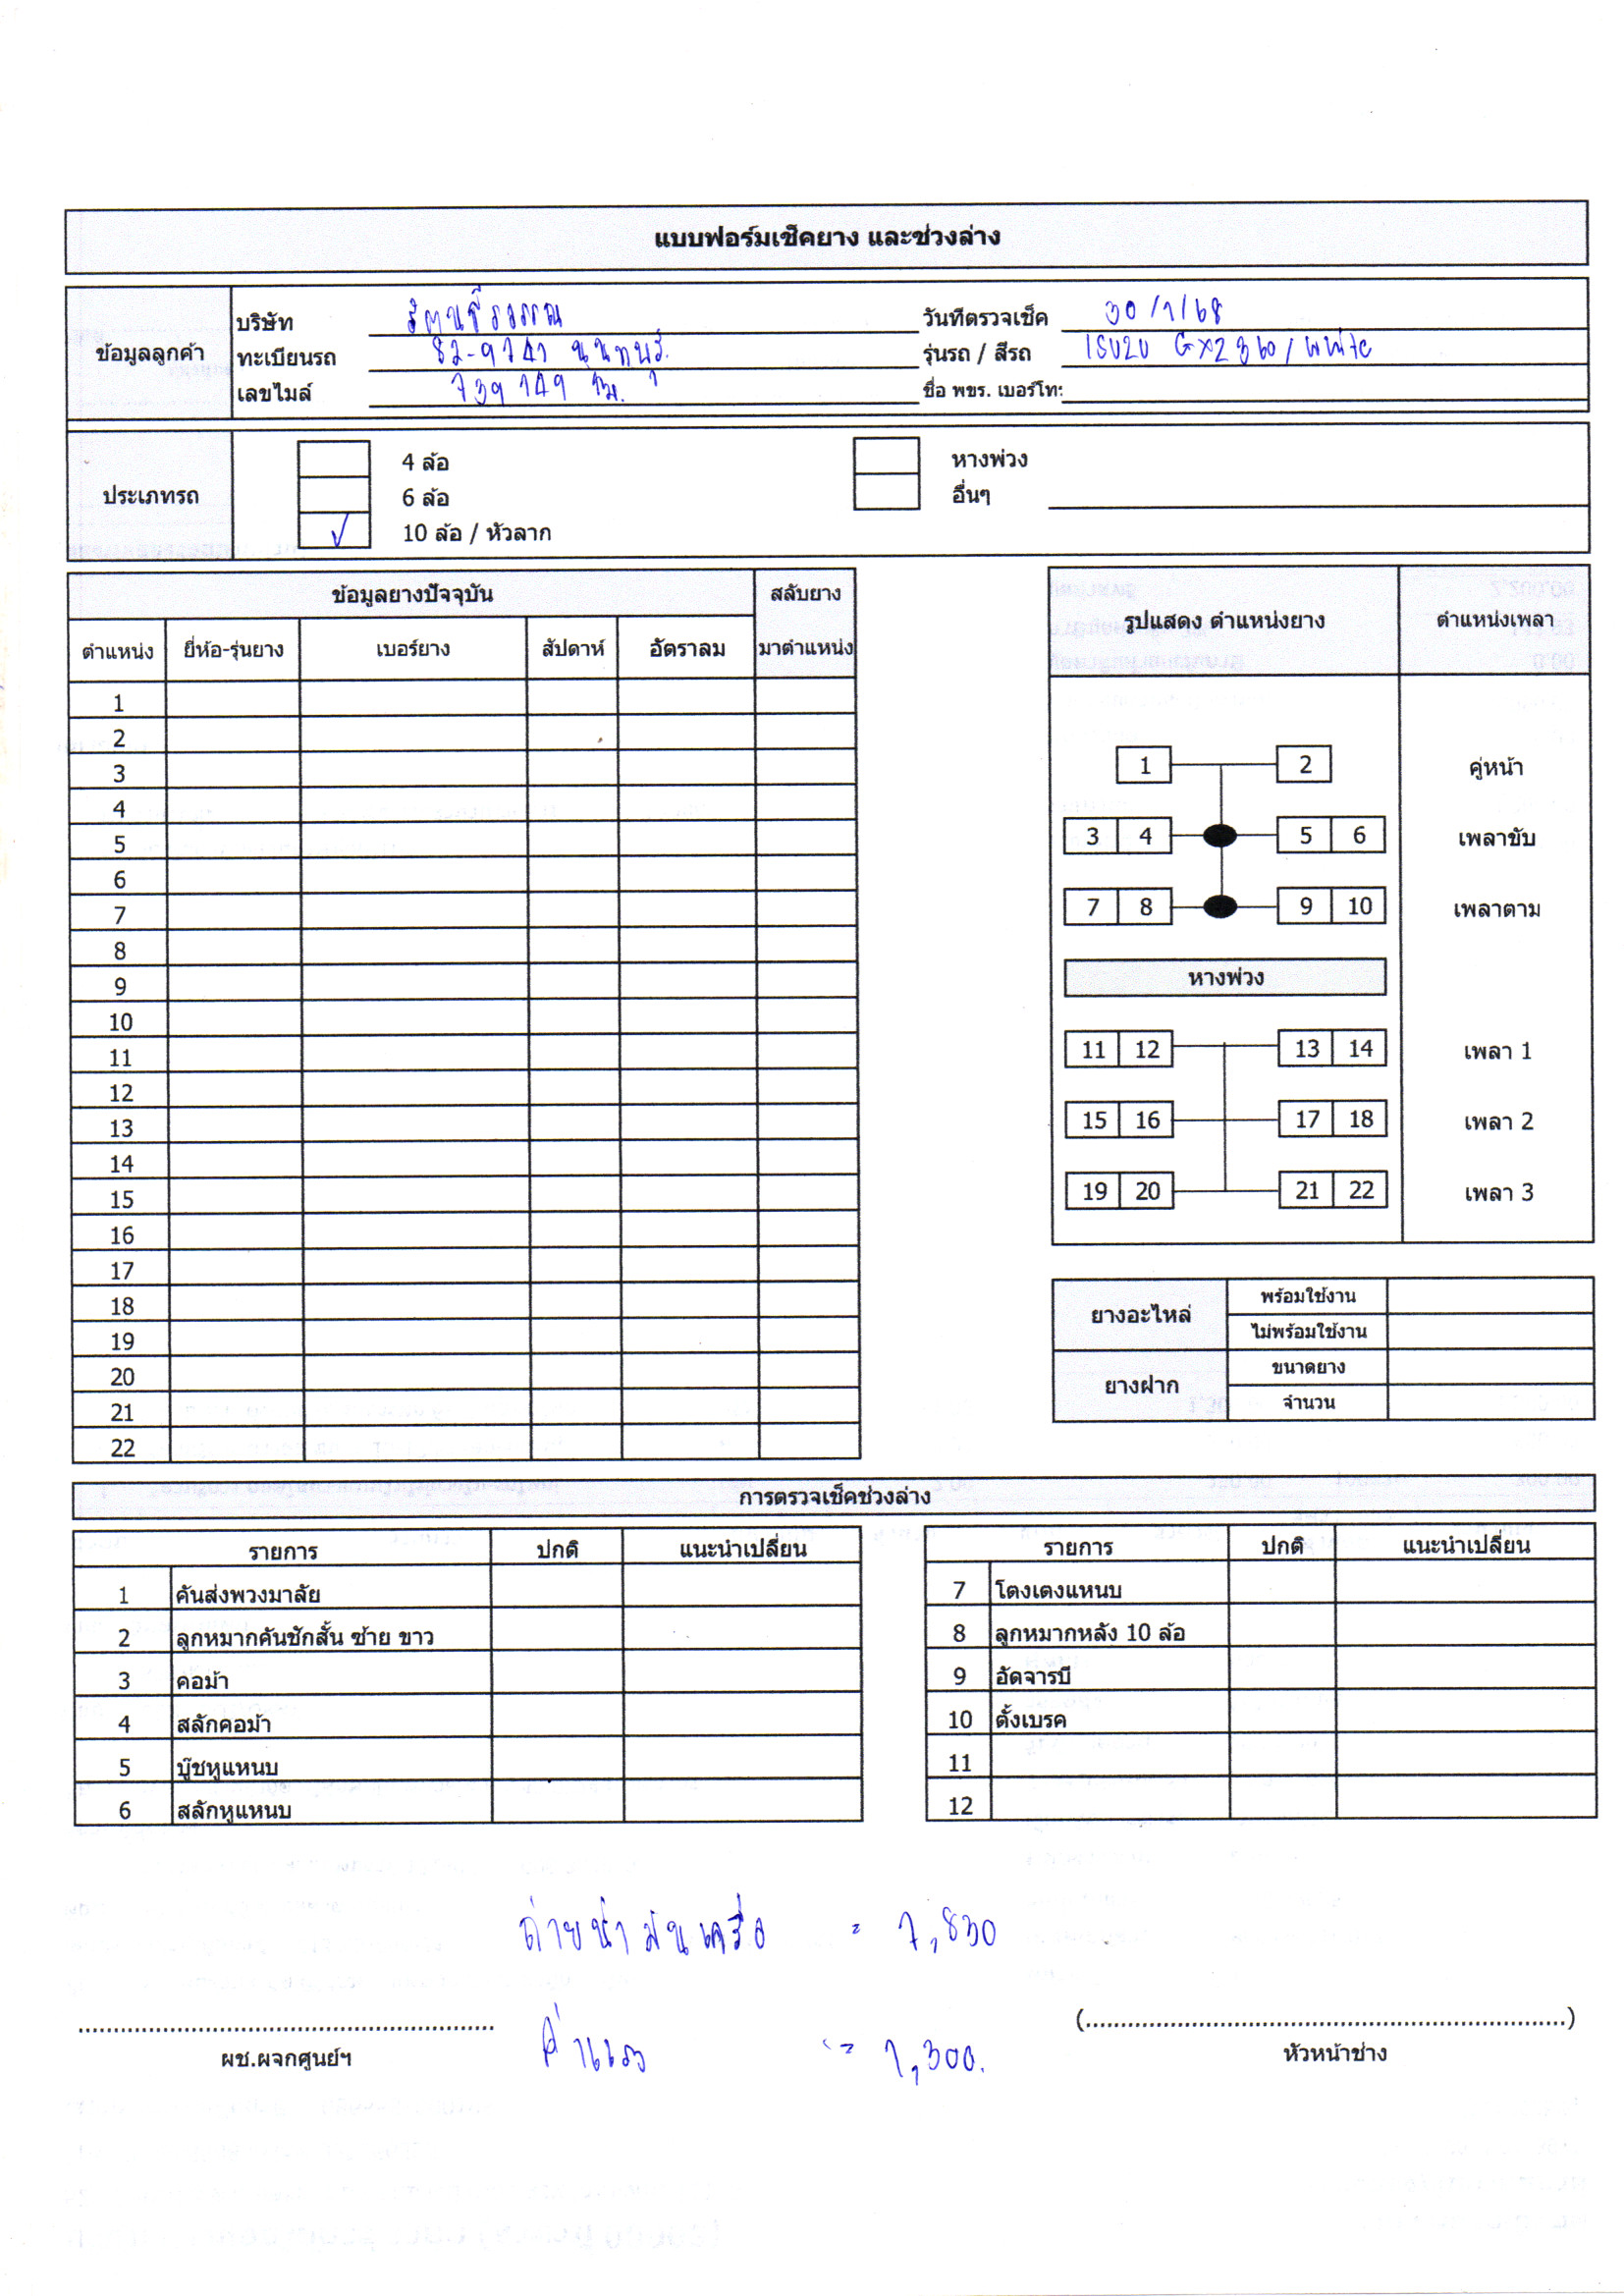 แบบฟอร์มเช็คยาง และช่วงล่าง
ข้อมูลลูกค้า
บริษัท รัตนชีวรรณ
วันที่ตรวจเช็ค 30/1/68
ทะเบียนรถ นนทบุรี
รุ่นรถ / สีรถ ISUZU GXZ 360/White
เลขไมล์ 739 149 กม.
ชื่อ พขร. เบอร์โท:
ประเภทรถ
4 ล้อ
6 ล้อ
✓ 10 ล้อ / หัวลาก
หางพ่วง
อื่นๆ
ข้อมูลยางปัจจุบัน สลับยาง
ตำแหน่ง ยี่ห้อ-รุ่นยาง เบอร์ยาง สัปดาห์ อัตราลม มาตำแหน่ง
1
2
3
4
5
6
7
8
9
10
11
12
13
14
15
16
17
18
19
20
21
22
รูปแสดง ตำแหน่งยาง ตำแหน่งเพลา
1 2 คู่หน้า
3 4 5 6 เพลาขับ
7 8 9 10 เพลาตาม
หางพ่วง
11 12 13 14 เพลา 1
15 16 17 18 เพลา 2
19 20 21 22 เพลา 3
ยางอะไหล่ พร้อมใช้งาน
ไม่พร้อมใช้งาน
ยางฝาก ขนาดยาง
จำนวน
การตรวจเช็คช่วงล่าง
รายการ ปกติ แนะนำเปลี่ยน
1 คันส่งพวงมาลัย
2 ลูกหมากคันชักสั้น ซ้าย ขาว
3 คอม้า
4 สลักคอม้า
5 บู๊ชหูแหนบ
6 สลักหูแหนบ
รายการ ปกติ แนะนำเปลี่ยน
7 โตงเตงแหนบ
8 ลูกหมากหลัง 10 ล้อ
9 อัดจารบี
10 ตั้งเบรค
11
12
ถ่ายน้ำมันเครื่อ = 7,830
ค่าแรง = 1,300.
ผช.ผจกศูนย์ฯ
(..........)
หัวหน้าช่าง